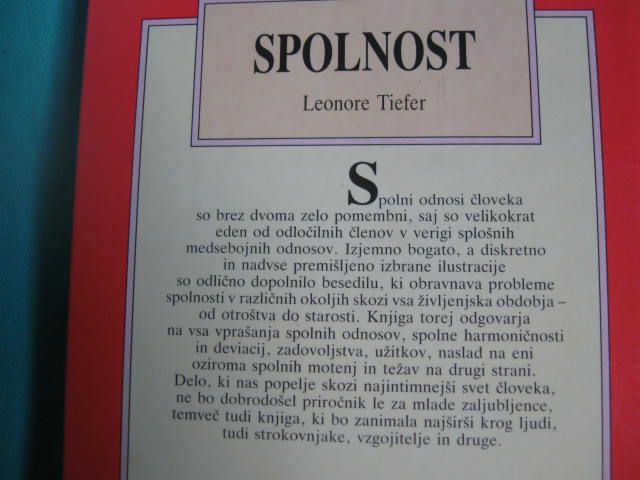 SPOLNOST
Leonore Tiefer
Spolni odnosi človeka
so brez dvoma zelo pomembni, saj so velikokrat
eden od odločilnih členov v verigi splošnih
medsebojnih odnosov. Izjemno bogato, a diskretno
in nadvse premišljeno izbrane ilustracije
so odlično dopolnilo besedilu, ki obravnava probleme
spolnosti v različnih okoljih skozi vsa življenjska obdobja –
od otroštva do starosti. Knjiga torej odgovarja
na vsa vprašanja spolnih odnosov, spolne harmoničnosti
in deviacij, zadovoljstva, užitkov, naslad na eni
oziroma spolnih motenj in težav na drugi strani.
Delo, ki nas popelje skozi najintimnejši svet človeka,
ne bo dobrodošel priročnik le za mlade zaljubljence,
temveč tudi knjiga, ki bo zanimala najširši krog ljudi,
tudi strokovnjake, vzgojitelje in druge.